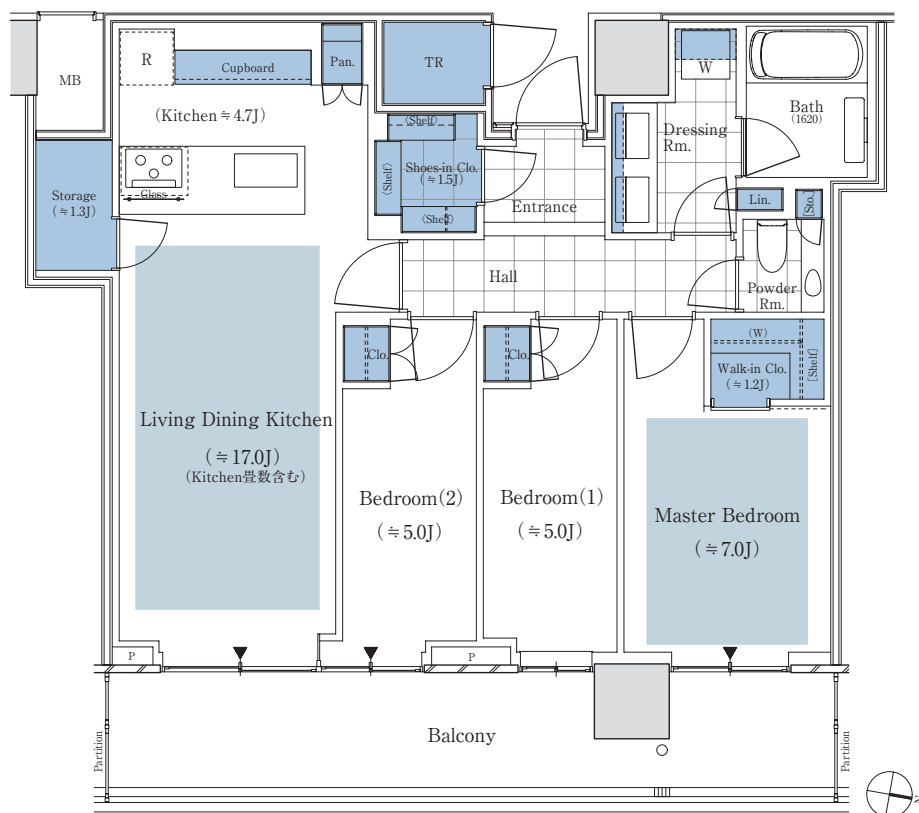 MB
R
Cupboard
Pan.
TR
W
Bath
(1620)
(Kitchen≒4.7J)
〈Shelf〉
Dressing
Rm.
Storage
(≒1.3J)
Glass
〈Shelf〉
Shoes-in Clo.
(≒1.5J)
〈Shelf〉
Entrance
Lin.
[Sto.]
Hall
Powder
Rm.
Clo.
Clo.
(W)
Walk-in Clo.
(≒1.2J)
[Shelf]
Living Dining Kitchen
(≒17.0J)
(Kitchen畳数含む)
Bedroom(2)
(≒5.0J)
Bedroom(1)
(≒5.0J)
Master Bedroom
(≒7.0J)
P
P
Partition
Balcony
Partition
N